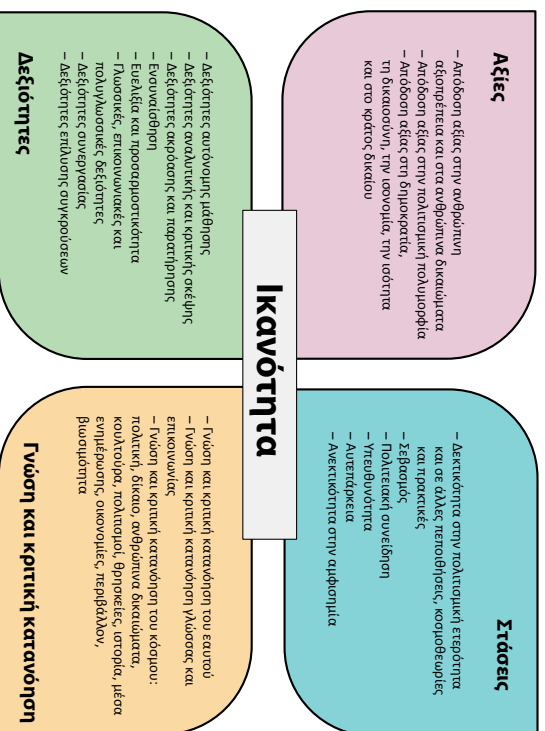 Αξίες
– Απόδοση αξίας στην ανθρώπινη
αξιοπρέπεια και στα ανθρώπινα δικαιώματα
– Απόδοση αξίας στην πολιτισμική πολυμορφία
– Απόδοση αξίας στη δημοκρατία,
τη δικαιοσύνη, την ισονομία, την ισότητα
και στο κράτος δικαίου
Στάσεις
– Δεκτικότητα στην πολιτισμική ετερότητα
και σε άλλες πεποιθήσεις, κοσμοθεωρίες
και πρακτικές
– Σεβασμός
– Πολιτειακή συνείδηση
– Υπευθυνότητα
– Αυτεπάρκεια
– Ανεκτικότητα στην αμφισημία
Ικανότητα
– Δεξιότητες αυτόνομης μάθησης
– Δεξιότητες αναλυτικής και κριτικής σκέψης
– Δεξιότητες ακρόασης και παρατήρησης
– Ενσυναίσθηση
– Ευελιξία και προσαρμοστικότητα
– Γλωσσικές, επικοινωνιακές και
πολυγλωσσικές δεξιότητες
– Δεξιότητες συνεργασίας
– Δεξιότητες επίλυσης συγκρούσεων
Δεξιότητες
– Γνώση και κριτική κατανόηση του εαυτού
– Γνώση και κριτική κατανόηση γλώσσας και
επικοινωνίας
– Γνώση και κριτική κατανόηση του κόσμου:
πολιτική, δίκαιο, ανθρώπινα δικαιώματα,
κουλτούρα, πολιτισμοί, θρησκείες, ιστορία, μέσα
ενημέρωσης, οικονομίες, περιβάλλον,
βιωσιμότητα
Γνώση και κριτική κατανόηση